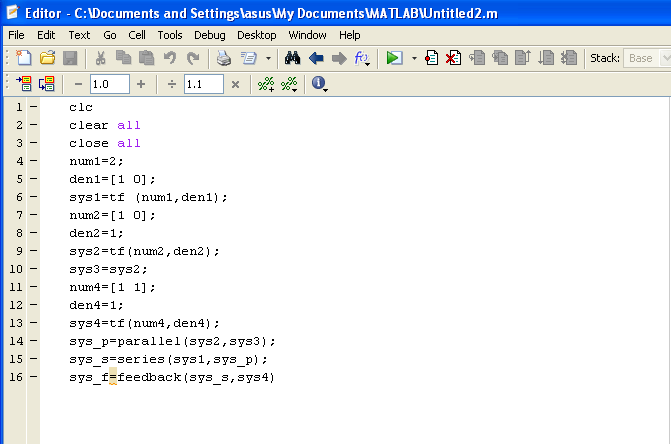 Editor - C:\Documents and Settings\asus\My Documents\MATLAB\Untitled2.m
File Edit Text Go Cell Tools Debug Desktop Window Help
Stack: Base
1.0 1.1
1 clc
2 clear all
3 close all
4 num1=2;
5 den1=[1 0];
6 sys1=tf (num1,den1);
7 num2=[1 0];
8 den2=1;
9 sys2=tf(num2,den2);
10 sys3=sys2;
11 num4=[1 1];
12 den4=1;
13 sys4=tf(num4,den4);
14 sys_p=parallel(sys2,sys3);
15 sys_s=series(sys1,sys_p);
16 sys_f=feedback(sys_s,sys4)